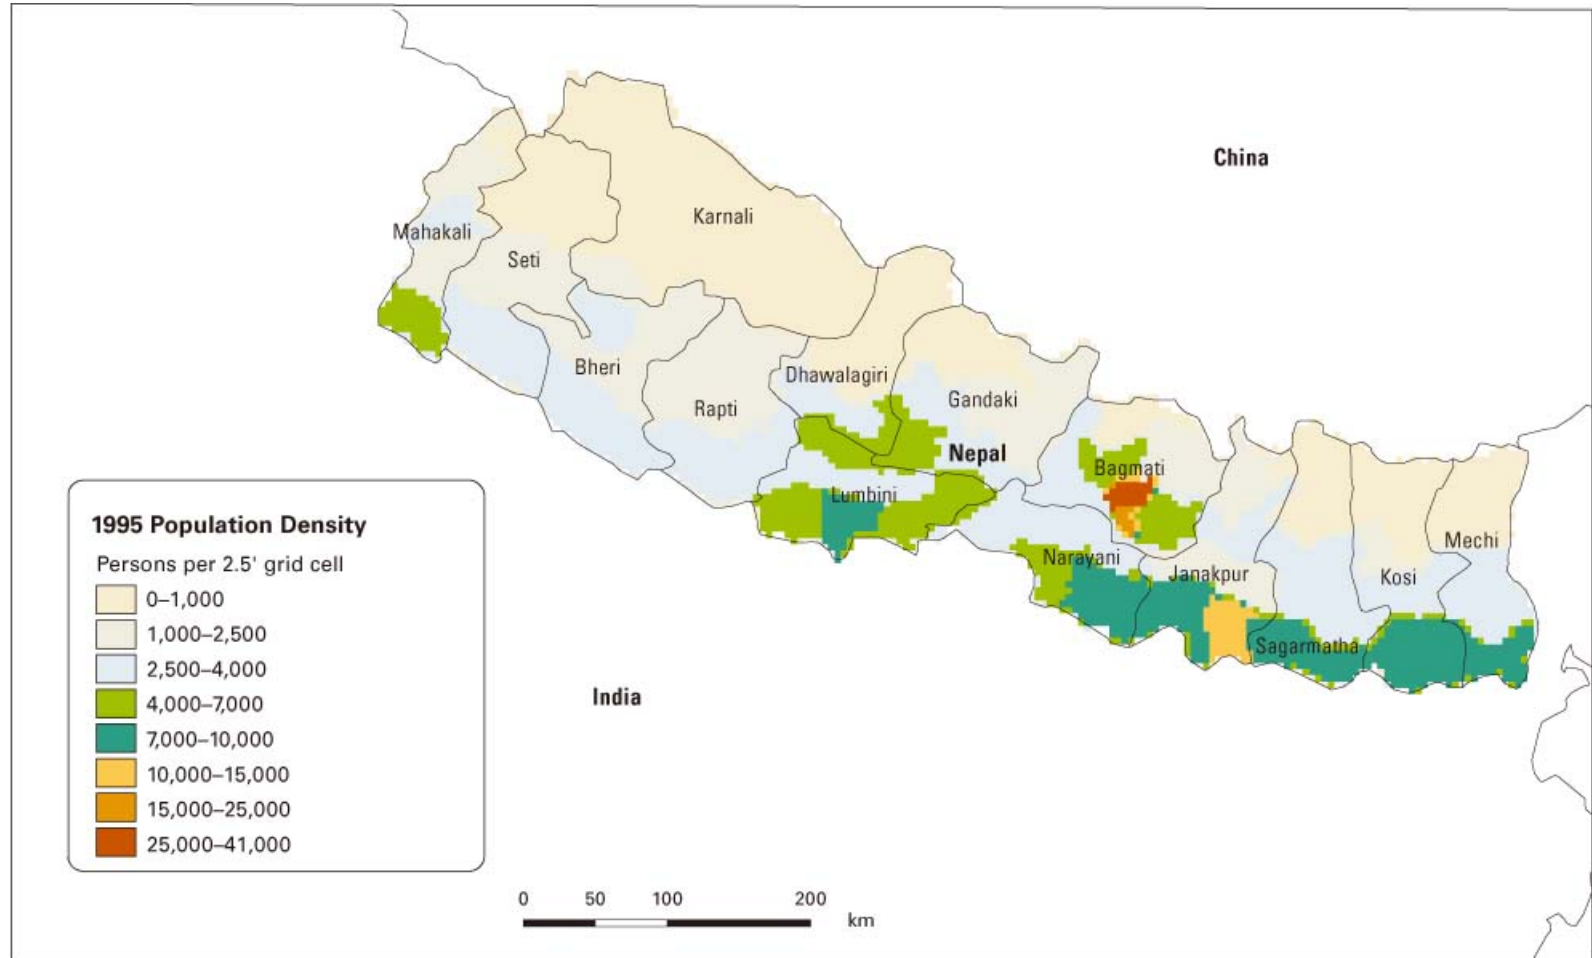 China
Karnali
Mahakali
Seti
Bheri
Dhawalagiri
Rapti
Gandaki
Nepal
Bagmati
Lumbini
Mechi
Narayani
Janakpur
Kosi
Sagarmatha
India
1995 Population Density
Persons per 2.5' grid cell
0–1,000
1,000–2,500
2,500–4,000
4,000–7,000
7,000–10,000
10,000–15,000
15,000–25,000
25,000–41,000
0 50 100 200
km